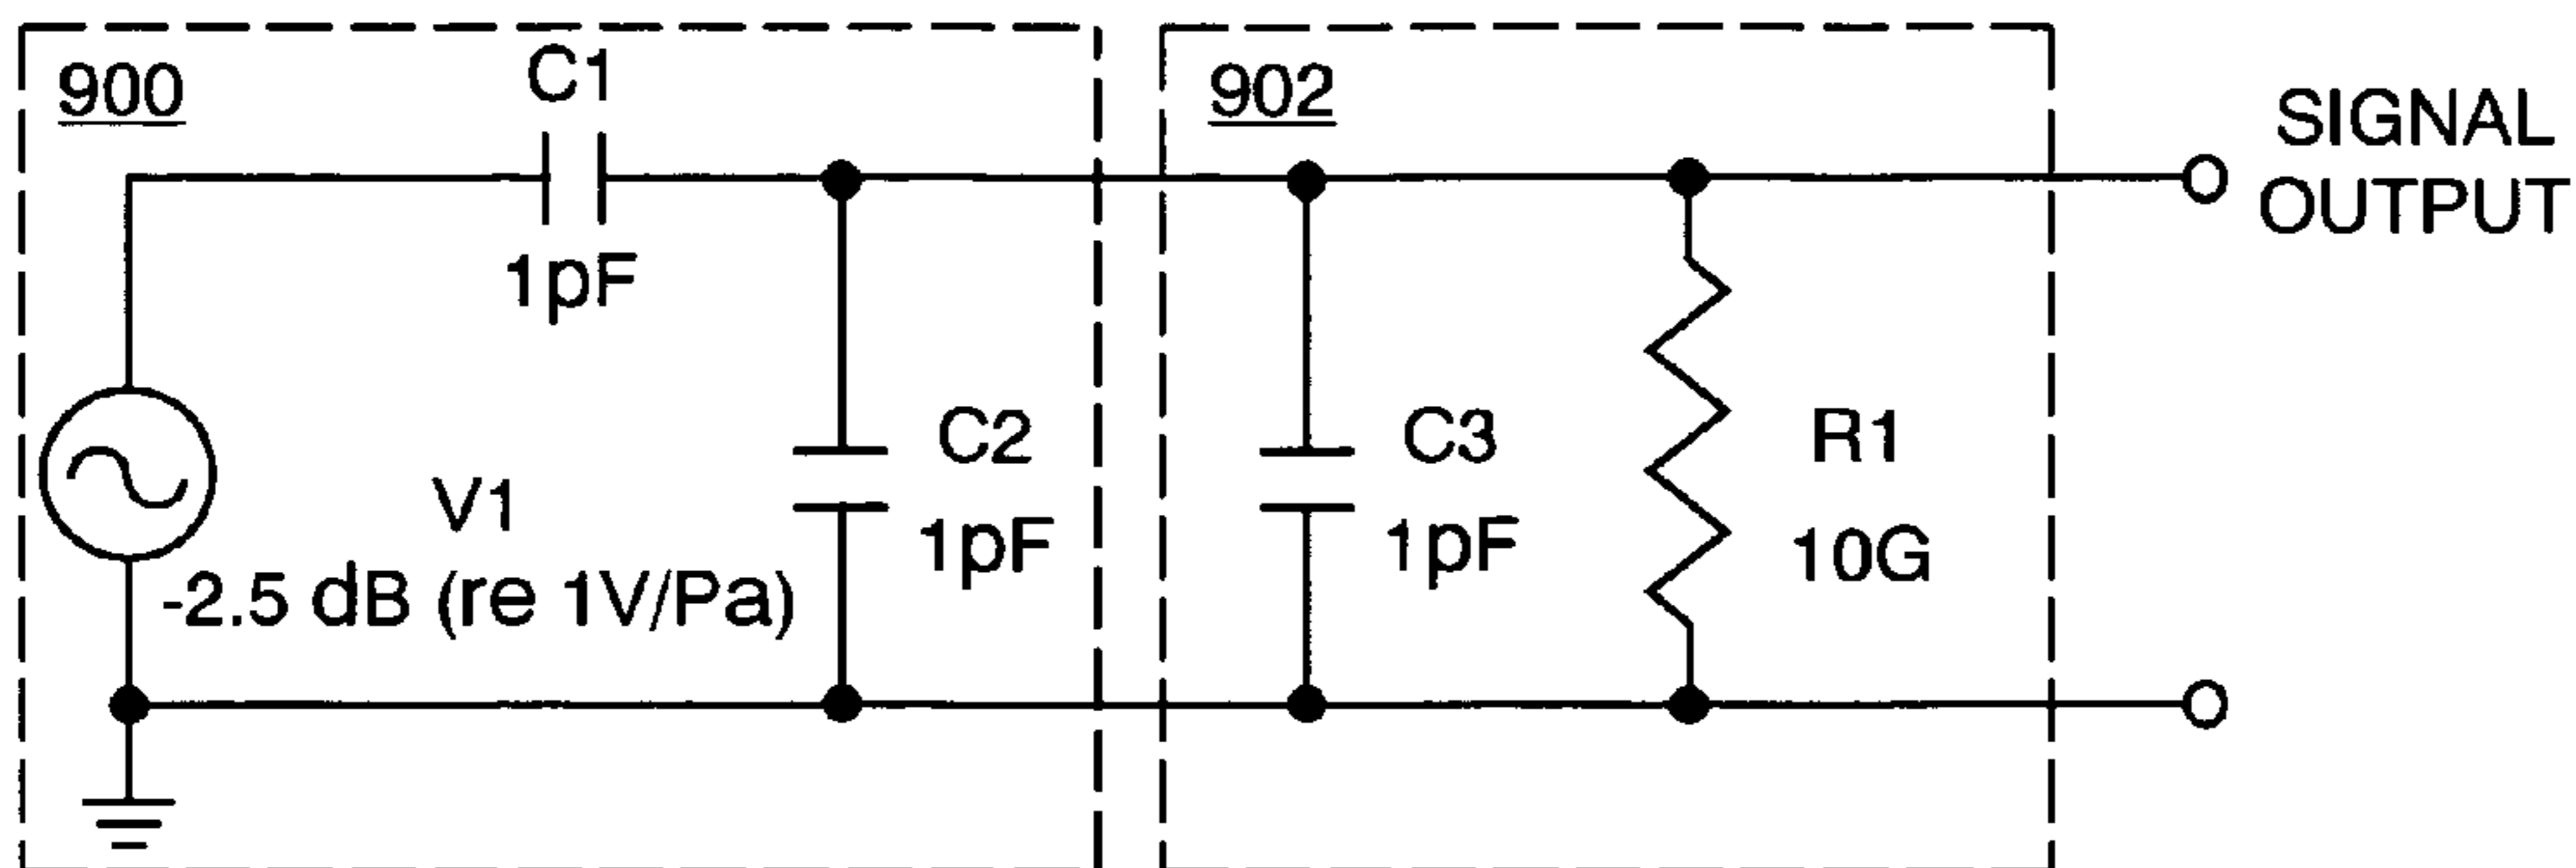 900
C1
1pF
V1
-2.5 dB (re 1V/Pa)
C2
1pF
902
C3
1pF
R1
10G
SIGNAL
OUTPUT